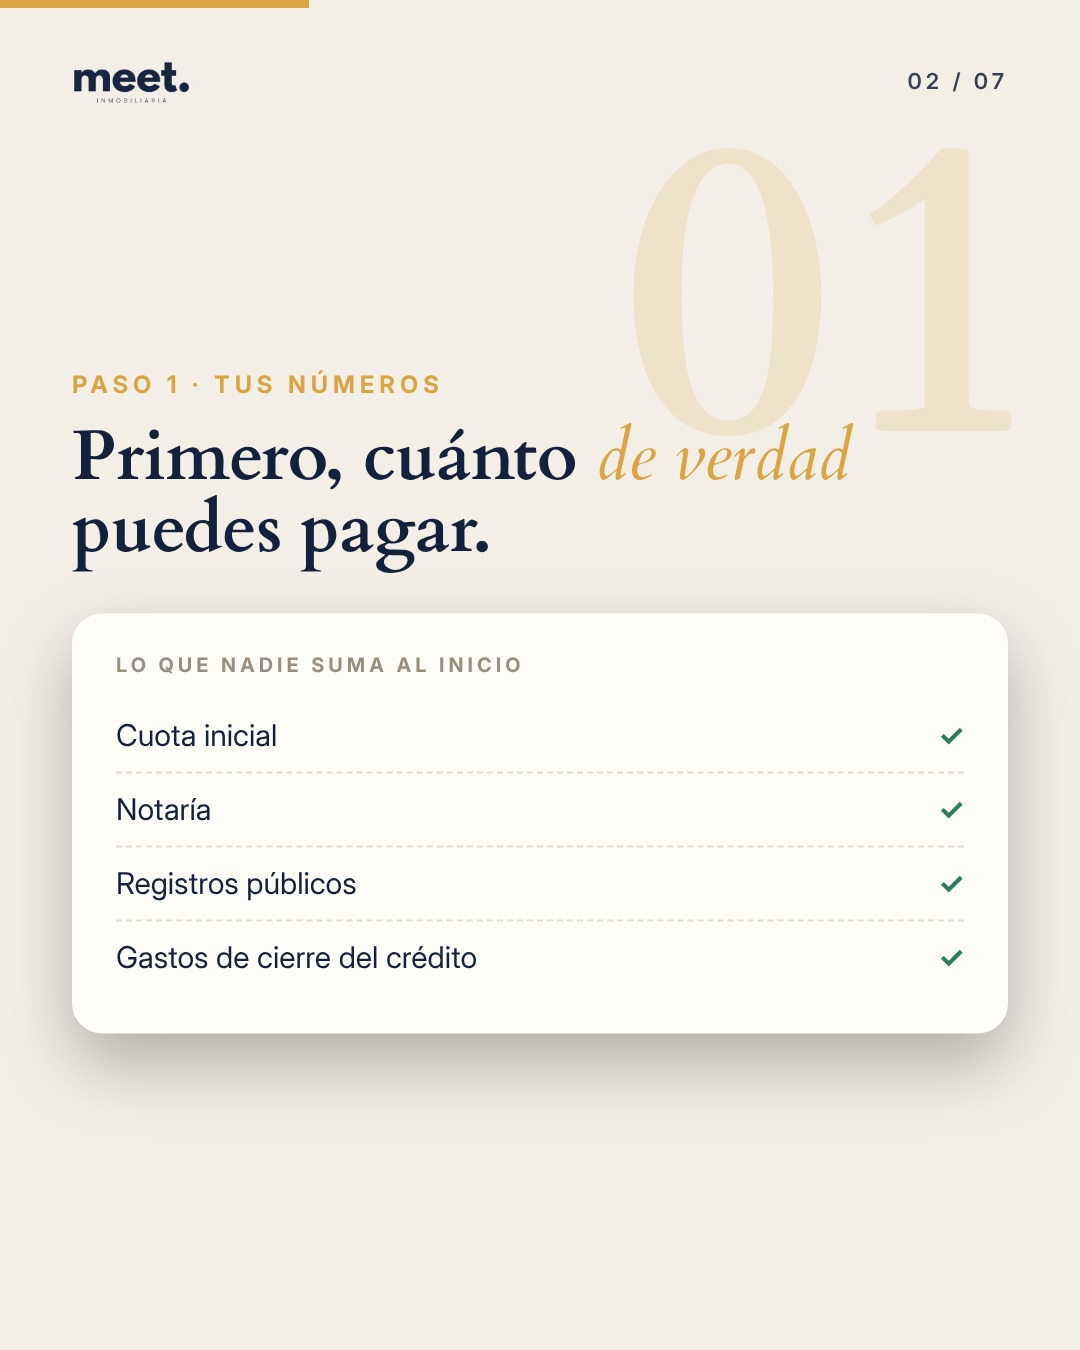 meet.
INMOBILIARIA
02 / 07
01
PASO 1 · TUS NÚMEROS
Primero, cuánto de verdad
puedes pagar.
LO QUE NADIE SUMA AL INICIO
Cuota inicial
Notaría
Registros públicos
Gastos de cierre del crédito